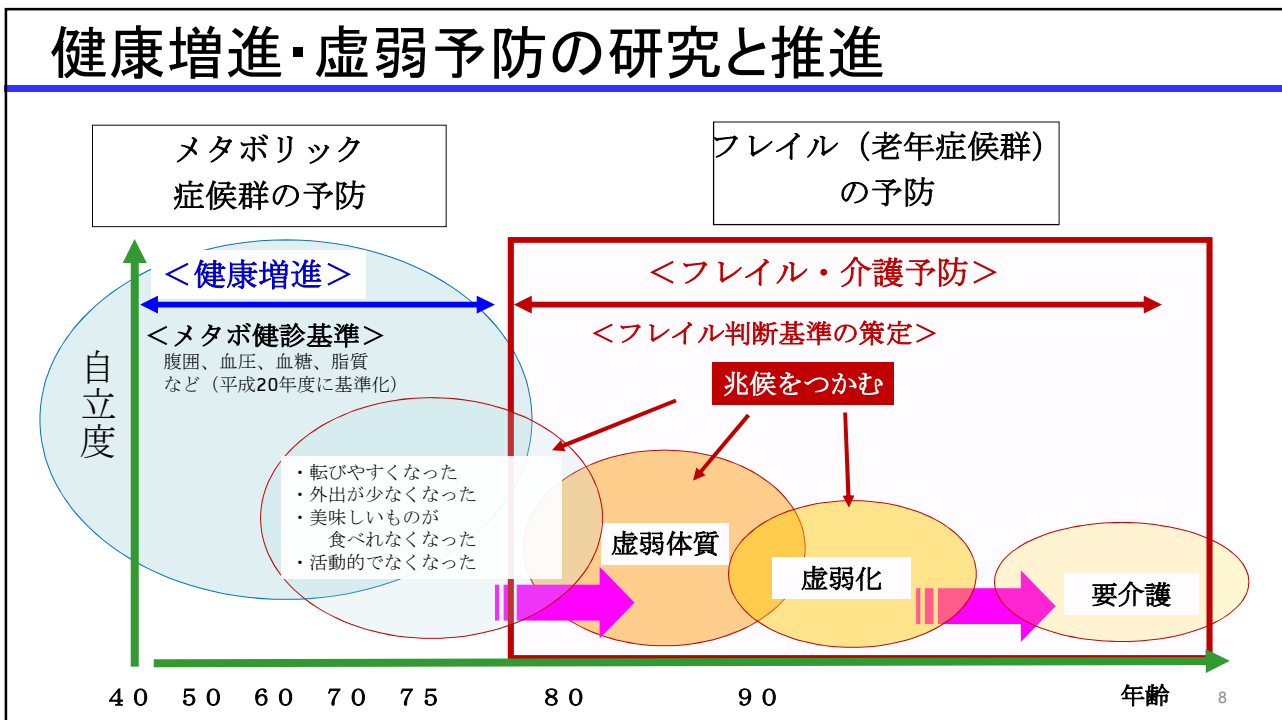 健康増進・虚弱予防の研究と推進
メタボリック
症候群の予防
フレイル（老年症候群）
の予防
＜健康増進＞
＜フレイル・介護予防＞
＜メタボ健診基準＞
腹囲、血圧、血糖、脂質
など（平成20年度に基準化）
＜フレイル判断基準の策定＞
兆候をつかむ
自立度
・転びやすくなった
・外出が少なくなった
・美味しいものが
食べれなくなった
・活動的でなくなった
虚弱体質
虚弱化
要介護
４０ ５０ ６０ ７０ ７５ ８０ ９０ 年齢
8